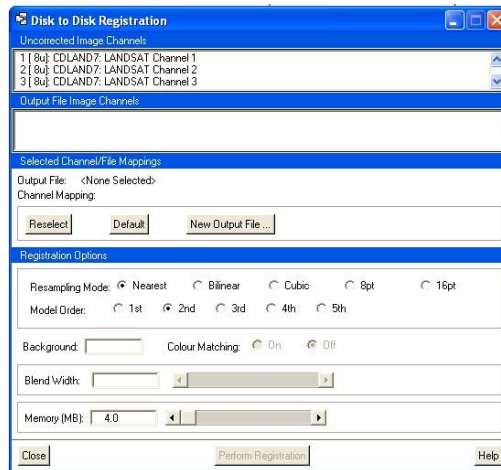 Disk to Disk Registration
Uncorrected Image Channels
1 [ 8u]: CDLAND7: LANDSAT Channel 1
2 [ 8u]: CDLAND7: LANDSAT Channel 2
3 [ 8u]: CDLAND7: LANDSAT Channel 3
Output File Image Channels
Selected Channel/File Mappings
Output File: <None Selected>
Channel Mapping:
Reselect Default New Output File ...
Registration Options
Resampling Mode: Nearest Bilinear Cubic 8pt 16pt
Model Order: 1st 2nd 3rd 4th 5th
Background: Colour Matching: On Off
Blend Width:
Memory (MB): 4.0
Close Perform Registration Help